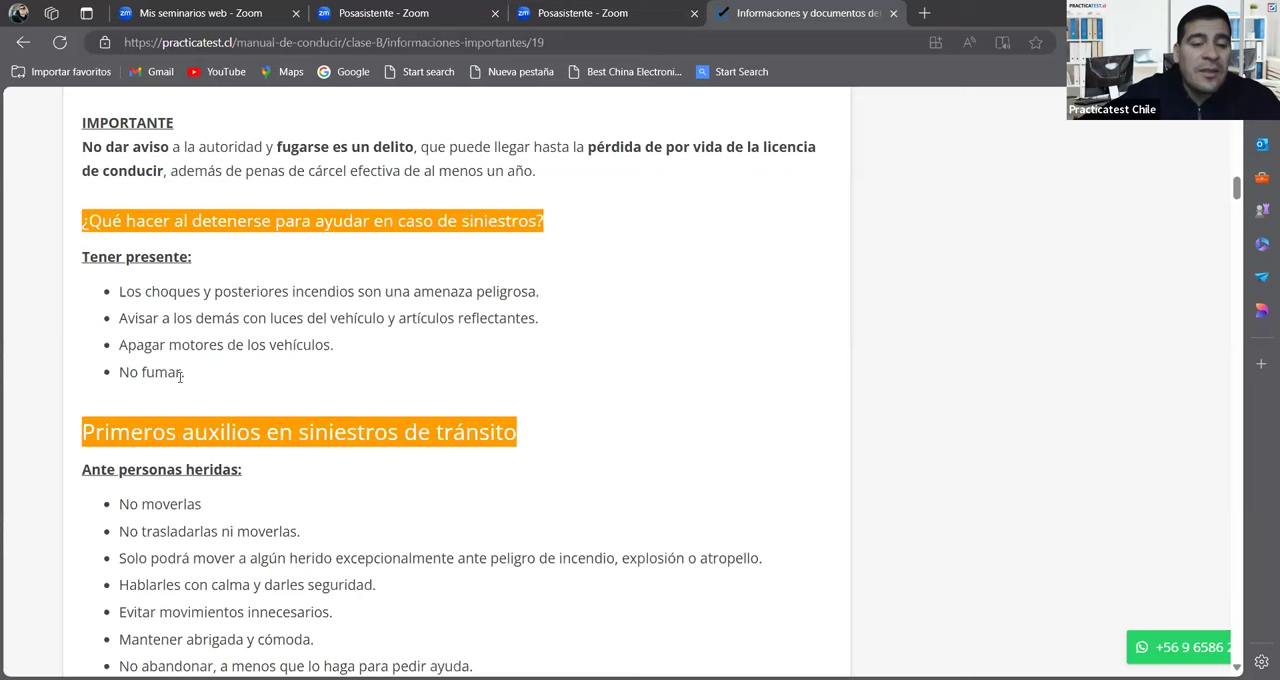 Mis seminarios web - Zoom
Posasistente - Zoom
Posasistente - Zoom
Informaciones y documentos de
PRACTICATEST.cl
https://practicatest.cl/manual-de-conducir/clase-B/informaciones-importantes/19
Importar favoritos
Gmail
YouTube
Maps
Google
Start search
Nueva pestaña
Best China Electroni...
Start Search
Practicatest Chile
IMPORTANTE
No dar aviso a la autoridad y fugarse es un delito, que puede llegar hasta la pérdida de por vida de la licencia
de conducir, además de penas de cárcel efectiva de al menos un año.
¿Qué hacer al detenerse para ayudar en caso de siniestros?
Tener presente:
Los choques y posteriores incendios son una amenaza peligrosa.
Avisar a los demás con luces del vehículo y artículos reflectantes.
Apagar motores de los vehículos.
No fumar.
Primeros auxilios en siniestros de tránsito
Ante personas heridas:
No moverlas
No trasladarlas ni moverlas.
Solo podrá mover a algún herido excepcionalmente ante peligro de incendio, explosión o atropello.
Hablarles con calma y darles seguridad.
Evitar movimientos innecesarios.
Mantener abrigada y cómoda.
No abandonar, a menos que lo haga para pedir ayuda.
+56 9 6586